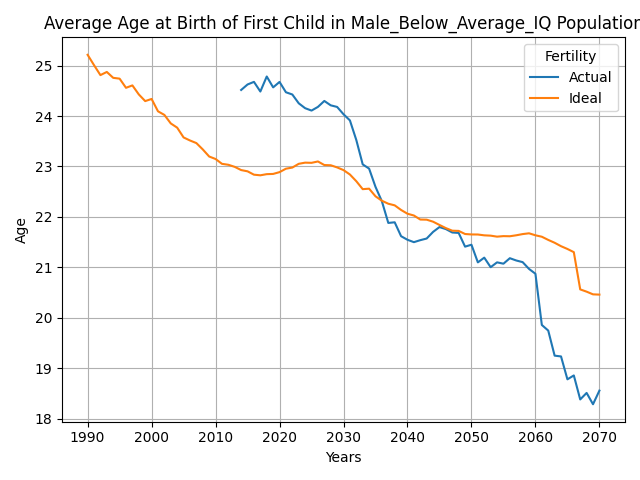 Average Age at Birth of First Child in Male_Below_Average_IQ Population
Fertility
Actual
Ideal
Age
25
24
23
22
21
20
19
18
1990 2000 2010 2020 2030 2040 2050 2060 2070
Years